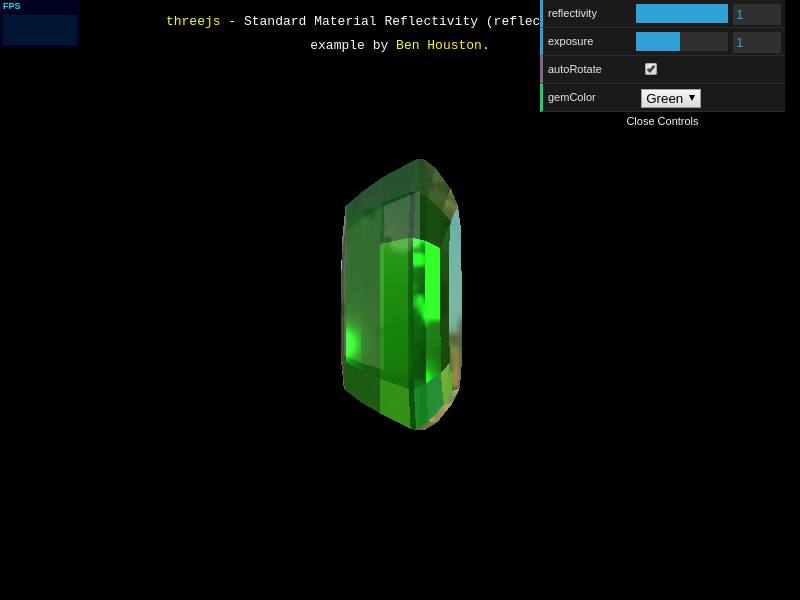 FPS
threejs - Standard Material Reflectivity (reflec
example by Ben Houston.
reflectivity 1
exposure 1
autoRotate
gemColor Green
Close Controls